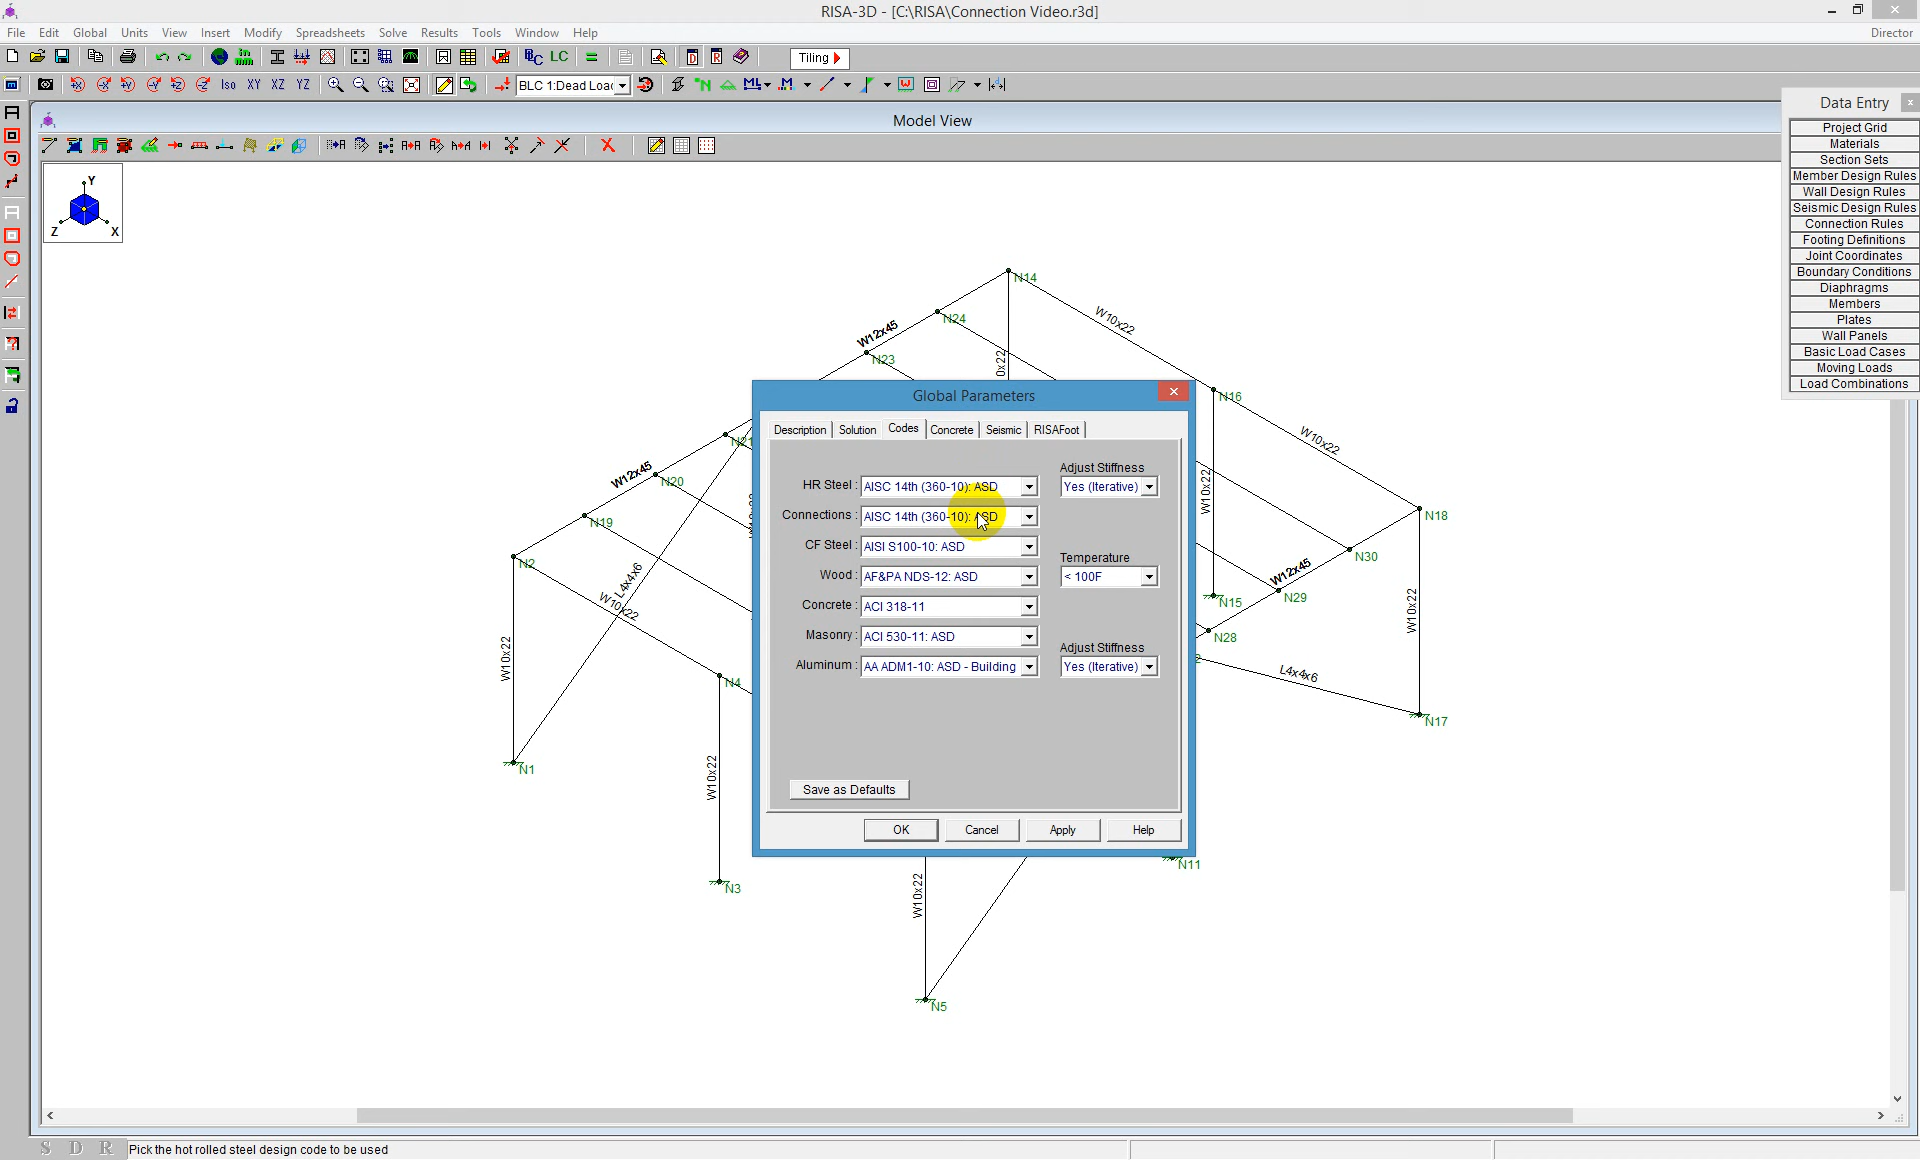 RISA-3D - [C:\RISA\Connection Video.r3d]
File Edit Global Units View Insert Modify Spreadsheets Solve Results Tools Window Help Director
LC Tiling
Iso XY XZ YZ BLC 1:Dead Load
Model View
Data Entry
Project Grid
Materials
Section Sets
Member Design Rules
Wall Design Rules
Seismic Design Rules
Connection Rules
Footing Definitions
Joint Coordinates
Boundary Conditions
Diaphragms
Members
Plates
Wall Panels
Basic Load Cases
Moving Loads
Load Combinations
Y
Z X
N14
N24
W10x22
W12x45
N23
0x22
N16
Global Parameters
Description Solution Codes Concrete Seismic RISAFoot
Adjust Stiffness
HR Steel: AISC 14th (360-10): ASD Yes (Iterative)
Connections: AISC 14th (360-10): ASD
CF Steel: AISI S100-10: ASD
Temperature
Wood: AF&PA NDS-12: ASD < 100F
Concrete: ACI 318-11
Masonry: ACI 530-11: ASD
Adjust Stiffness
Aluminum: AA ADM1-10: ASD - Building Yes (Iterative)
Save as Defaults
OK Cancel Apply Help
N21
W12x45
N20
N19
N2
L4x4x6
W10x22
W10x22
N4
N1
W10x22
N3
W10x22
N5
W10x22
N18
W10x22
N30
W12x45
N29
N15
N28
W10x22
L4x4x6
N17
N11
S D R Pick the hot rolled steel design code to be used